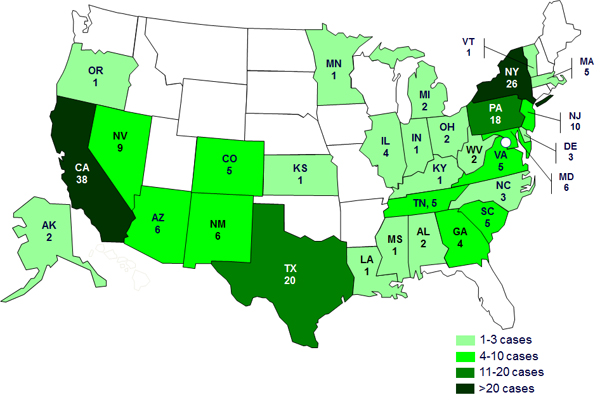 VT
1
MA
5
OR
1
MN
1
NY
26
MI
2
PA
18
NJ
10
NV
9
OH
2
IL
4
IN
1
DE
3
CO
5
WV
2
VA
5
MD
6
CA
38
KS
1
KY
1
NC
3
TN, 5
AZ
6
NM
6
SC
5
AK
2
MS
1
AL
2
GA
4
LA
1
TX
20
1-3 cases
4-10 cases
11-20 cases
>20 cases